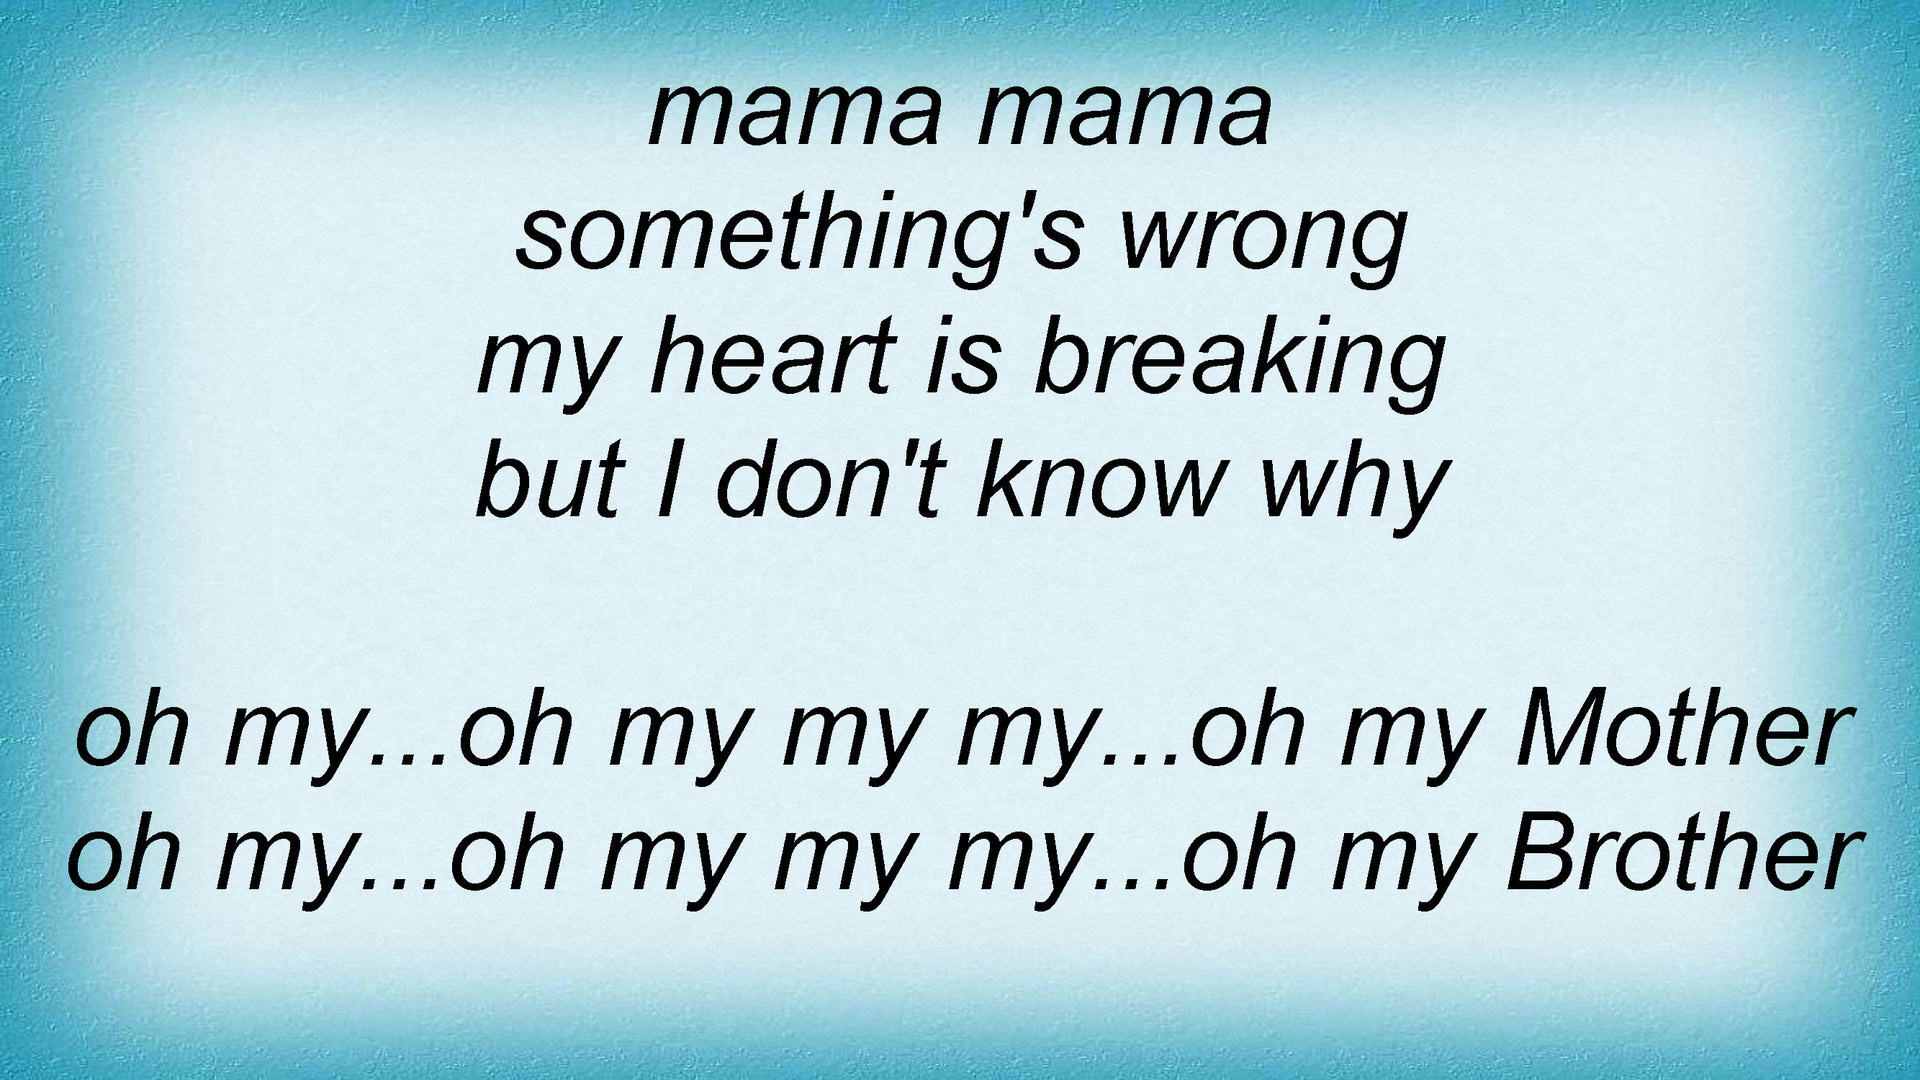 mama mama
something's wrong
my heart is breaking
but I don't know why
oh my...oh my my my...oh my Mother
oh my...oh my my my...oh my Brother